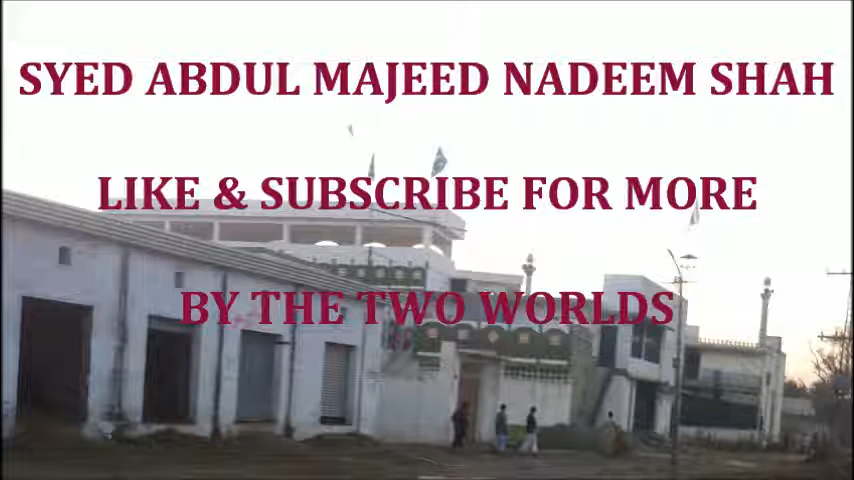 SYED ABDUL MAJEED NADEEM SHAH
LIKE & SUBSCRIBE FOR MORE
BY THE TWO WORLDS